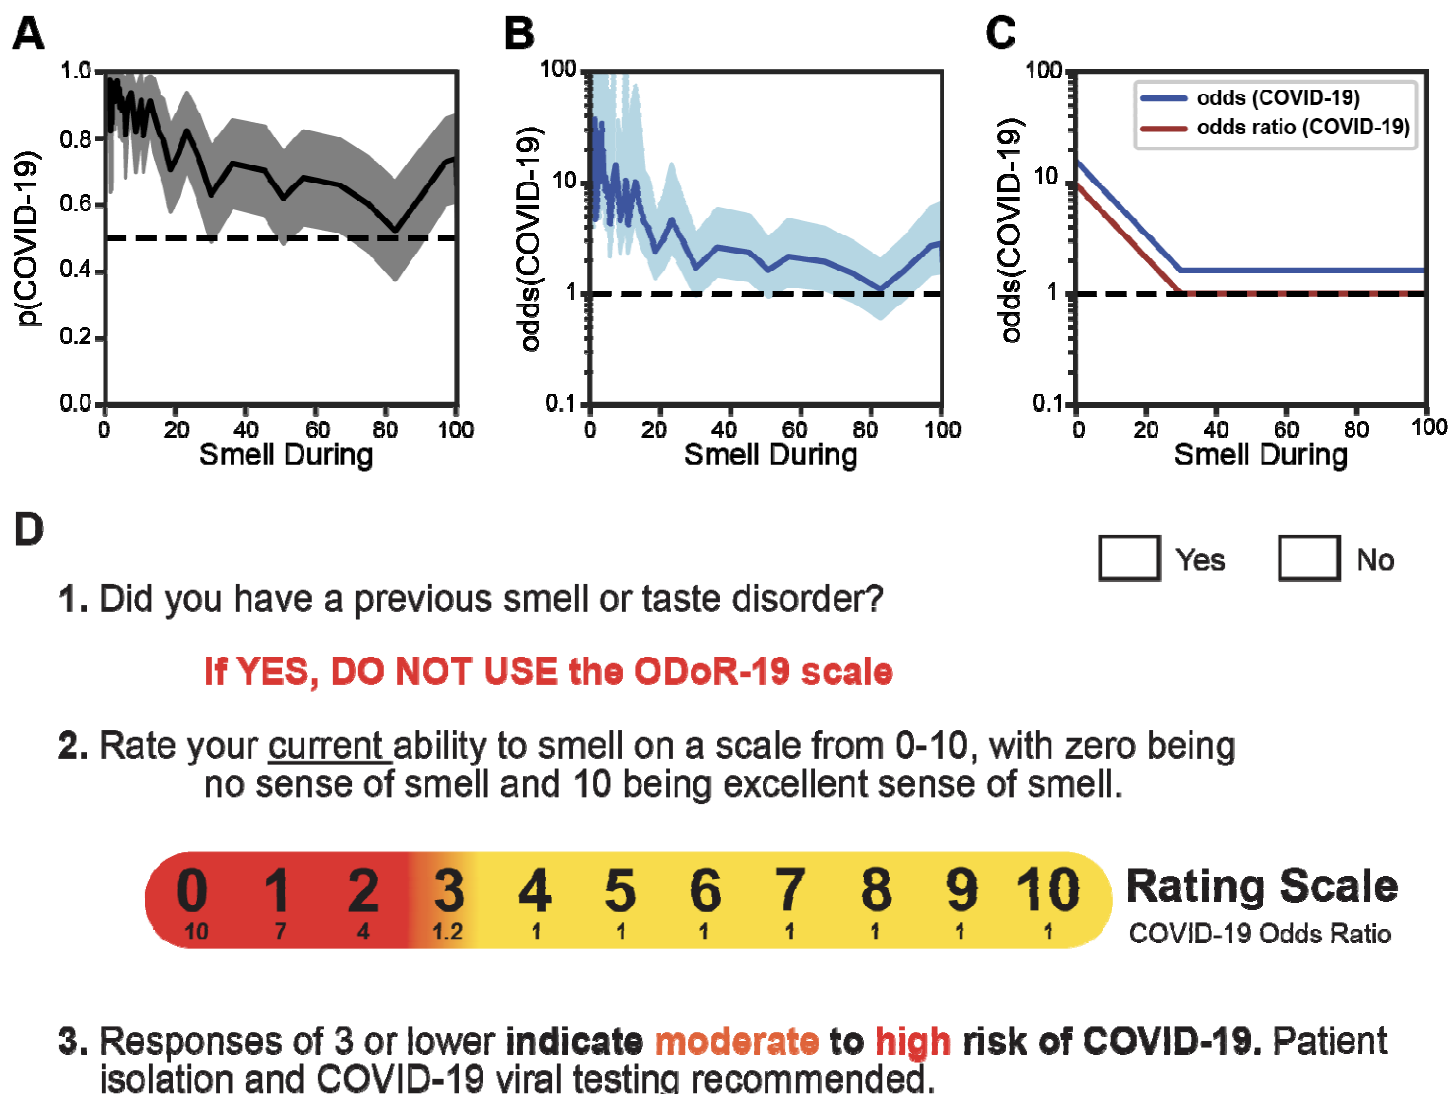 A
B
C
1.0
0.8
0.6
0.4
0.2
0.0
p(COVID-19)
0 20 40 60 80 100
Smell During
100
10
1
0.1
odds(COVID-19)
0 20 40 60 80 100
Smell During
100
10
1
0.1
odds(COVID-19)
odds (COVID-19)
odds ratio (COVID-19)
0 20 40 60 80 100
Smell During
D
Yes No
1. Did you have a previous smell or taste disorder?
If YES, DO NOT USE the ODoR-19 scale
2. Rate your current ability to smell on a scale from 0-10, with zero being
no sense of smell and 10 being excellent sense of smell.
0 1 2 3 4 5 6 7 8 9 10 Rating Scale
10 7 4 1.2 1 1 1 1 1 1 1 COVID-19 Odds Ratio
3. Responses of 3 or lower indicate moderate to high risk of COVID-19. Patient
isolation and COVID-19 viral testing recommended.